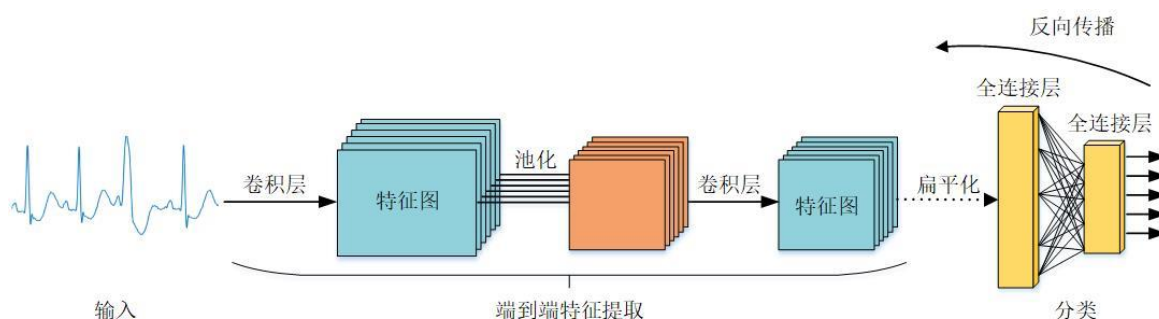 反向传播
全连接层
全连接层
池化
卷积层
特征图
卷积层
特征图
扁平化
输入
端到端特征提取
分类